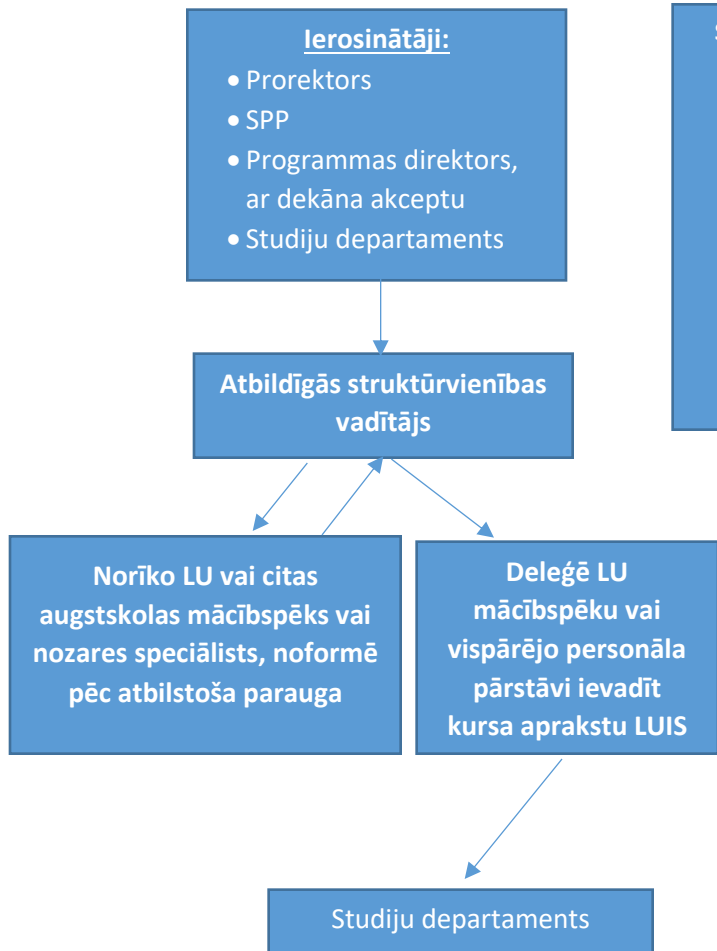 Ierosinātāji:
• Prorektors
• SPP
• Programmas direktors,
ar dekāna akceptu
• Studiju departaments
Atbildīgās struktūrvienības
vadītājs
Norīko LU vai citas
augstskolas mācībspēks vai
nozares speciālists, noformē
pēc atbilstoša parauga
Deleģē LU
mācībspēku vai
vispārējo personāla
pārstāvi ievadīt
kursa aprakstu LUIS
Studiju departaments